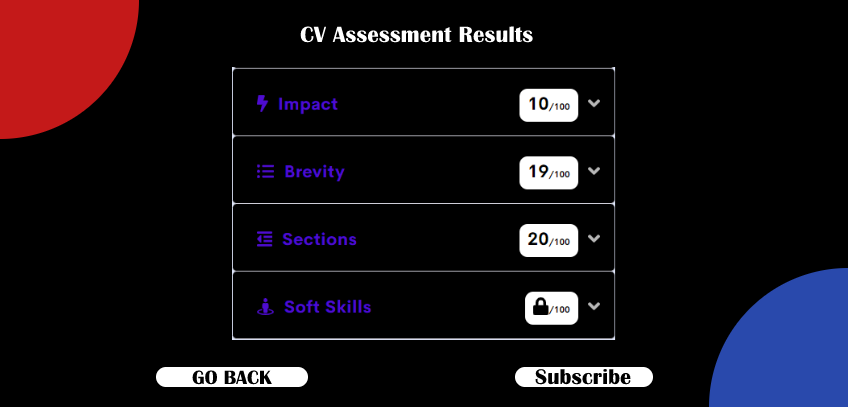 CV Assessment Results
Impact 10/100
Brevity 19/100
Sections 20/100
Soft Skills /100
GO BACK Subscribe